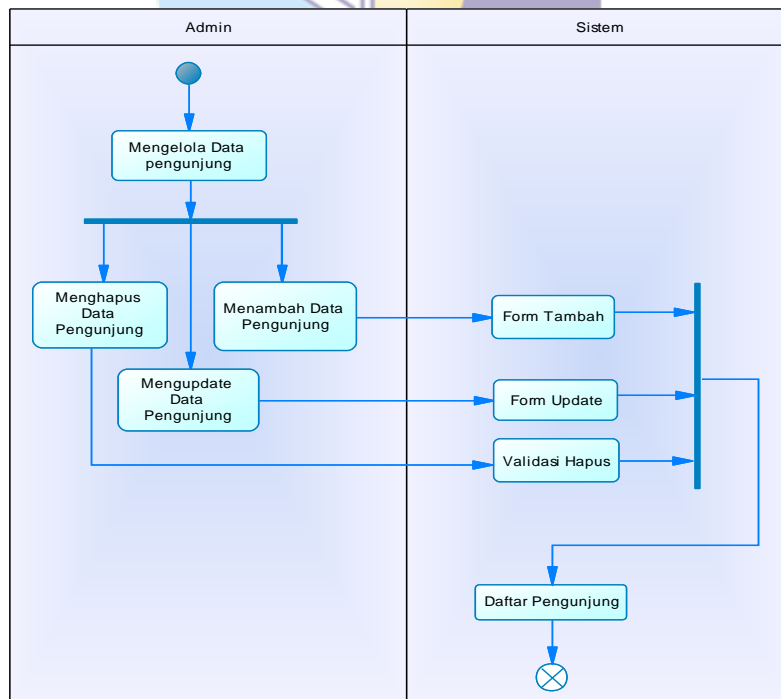 Admin
Sistem
Mengelola Data
pengunjung
Menghapus
Data
Pengunjung
Menambah Data
Pengunjung
Form Tambah
Mengupdate
Data
Pengunjung
Form Update
Validasi Hapus
Daftar Pengunjung